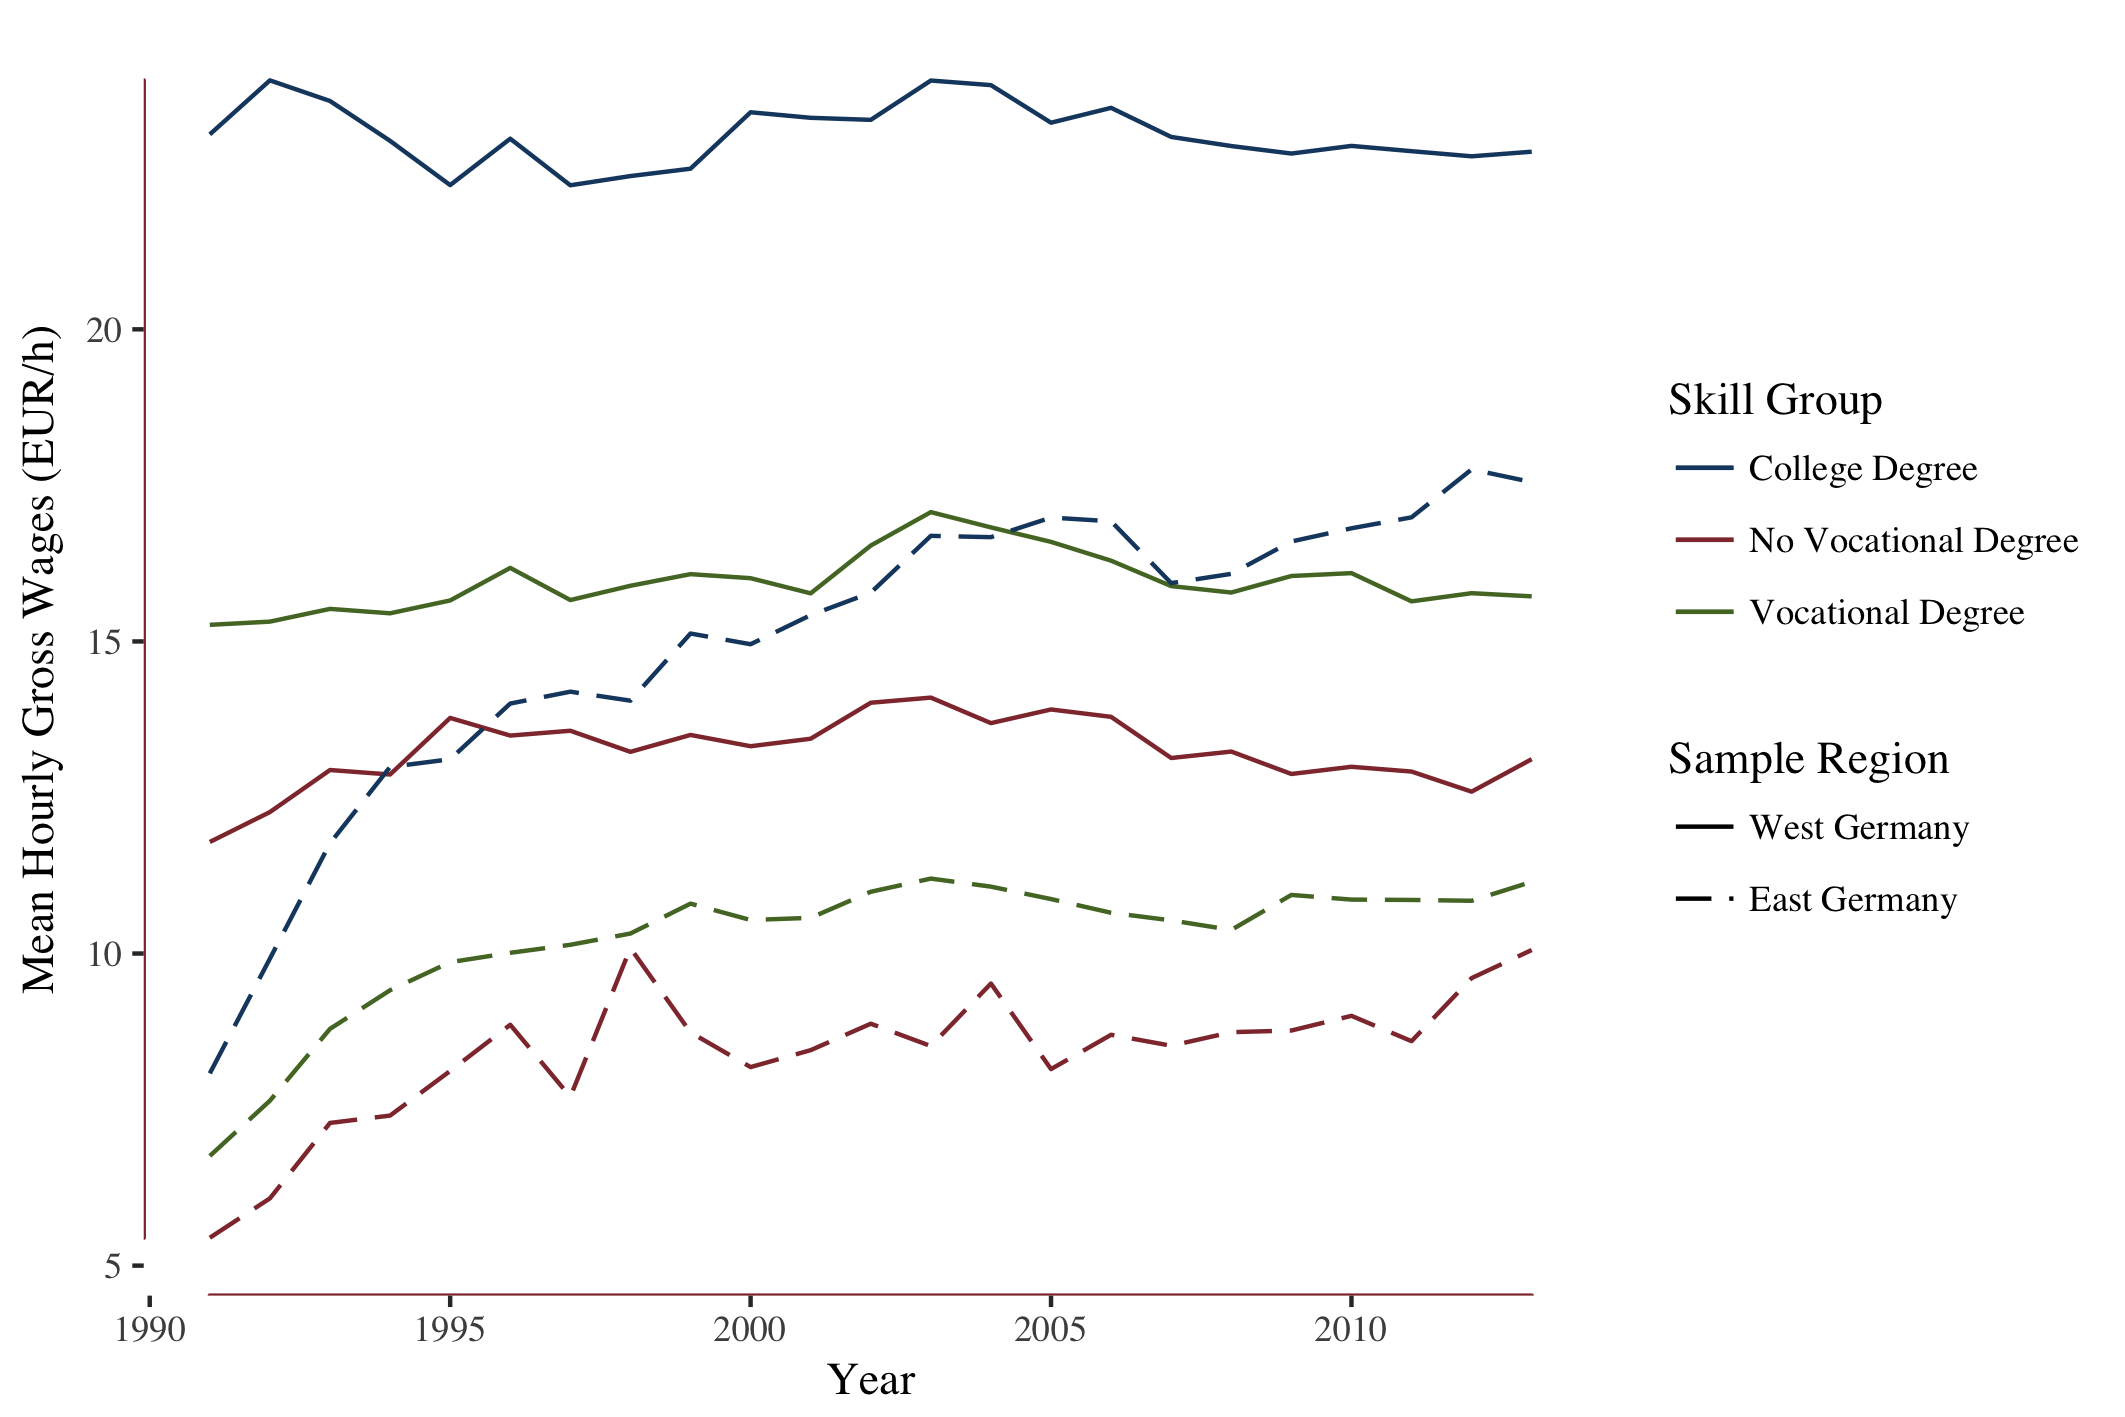 Mean Hourly Gross Wages (EUR/h)
20
15
10
5
1990 1995 2000 2005 2010
Year
Skill Group
College Degree
No Vocational Degree
Vocational Degree
Sample Region
West Germany
East Germany